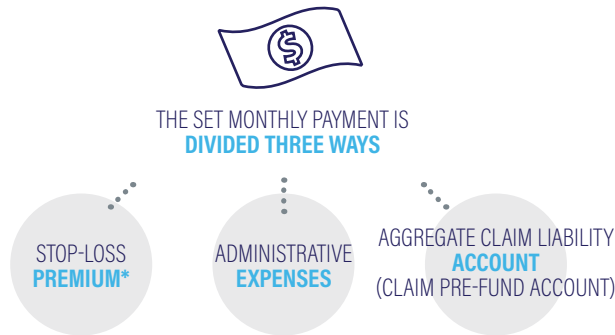 $
THE SET MONTHLY PAYMENT IS
DIVIDED THREE WAYS
STOP-LOSS
PREMIUM*
ADMINISTRATIVE
EXPENSES
AGGREGATE CLAIM LIABILITY
ACCOUNT
(CLAIM PRE-FUND ACCOUNT)